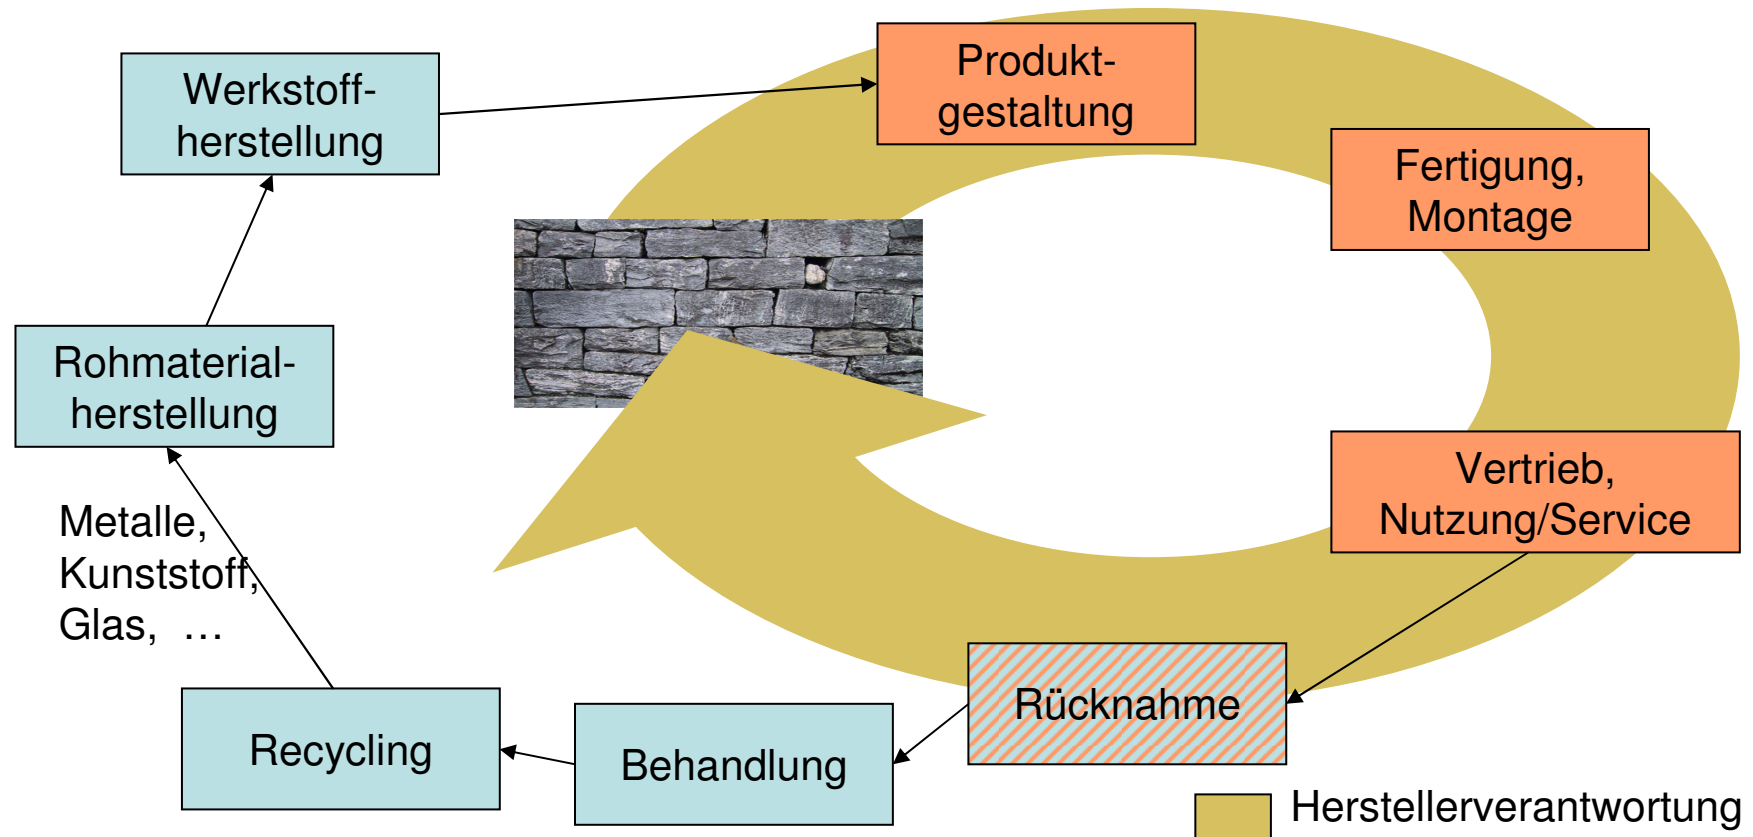 Produkt-
gestaltung
Werkstoff-
herstellung
Fertigung,
Montage
Rohmaterial-
herstellung
Vertrieb,
Nutzung/Service
Metalle,
Kunststoff,
Glas, …
Rücknahme
Recycling
Behandlung
Herstellerverantwortung